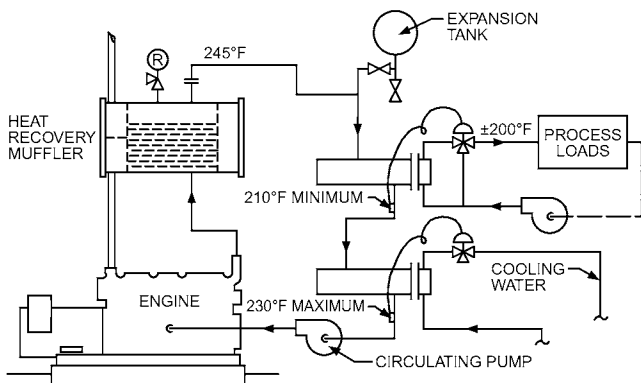 EXPANSION
TANK
R
245°F
HEAT
RECOVERY
MUFFLER
±200°F
PROCESS
LOADS
210°F MINIMUM
ENGINE
230°F MAXIMUM
COOLING
WATER
CIRCULATING PUMP